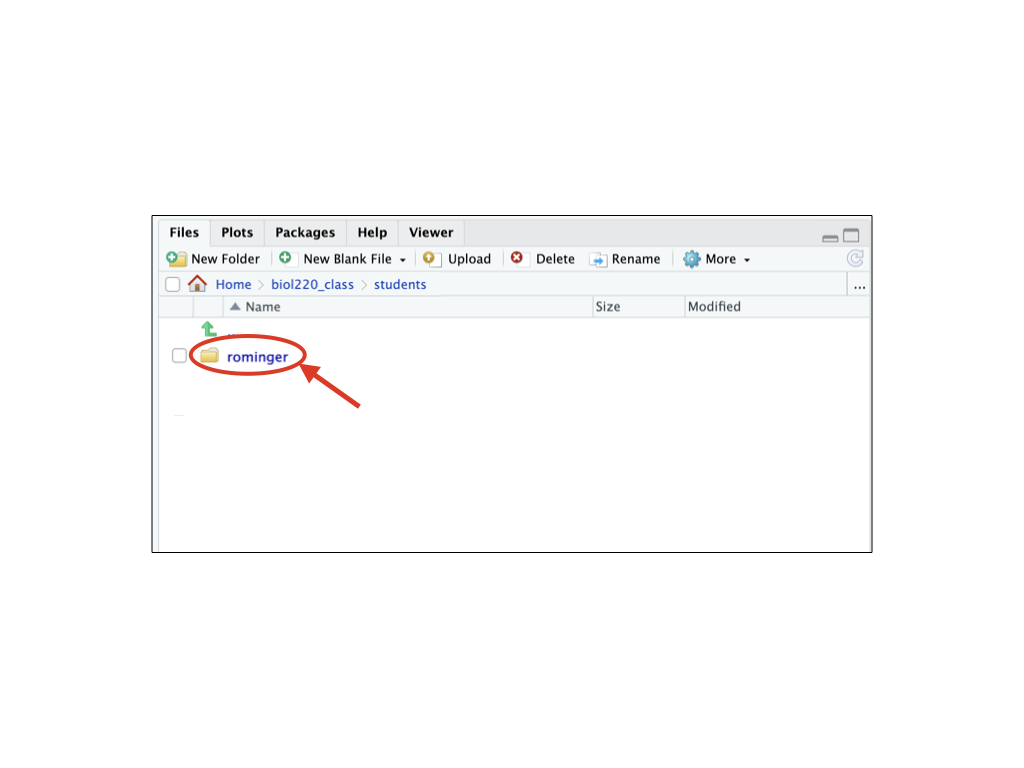 Files Plots Packages Help Viewer
New Folder New Blank File Upload Delete Rename More
Home biol220_class students ...
Name Size Modified
..
rominger